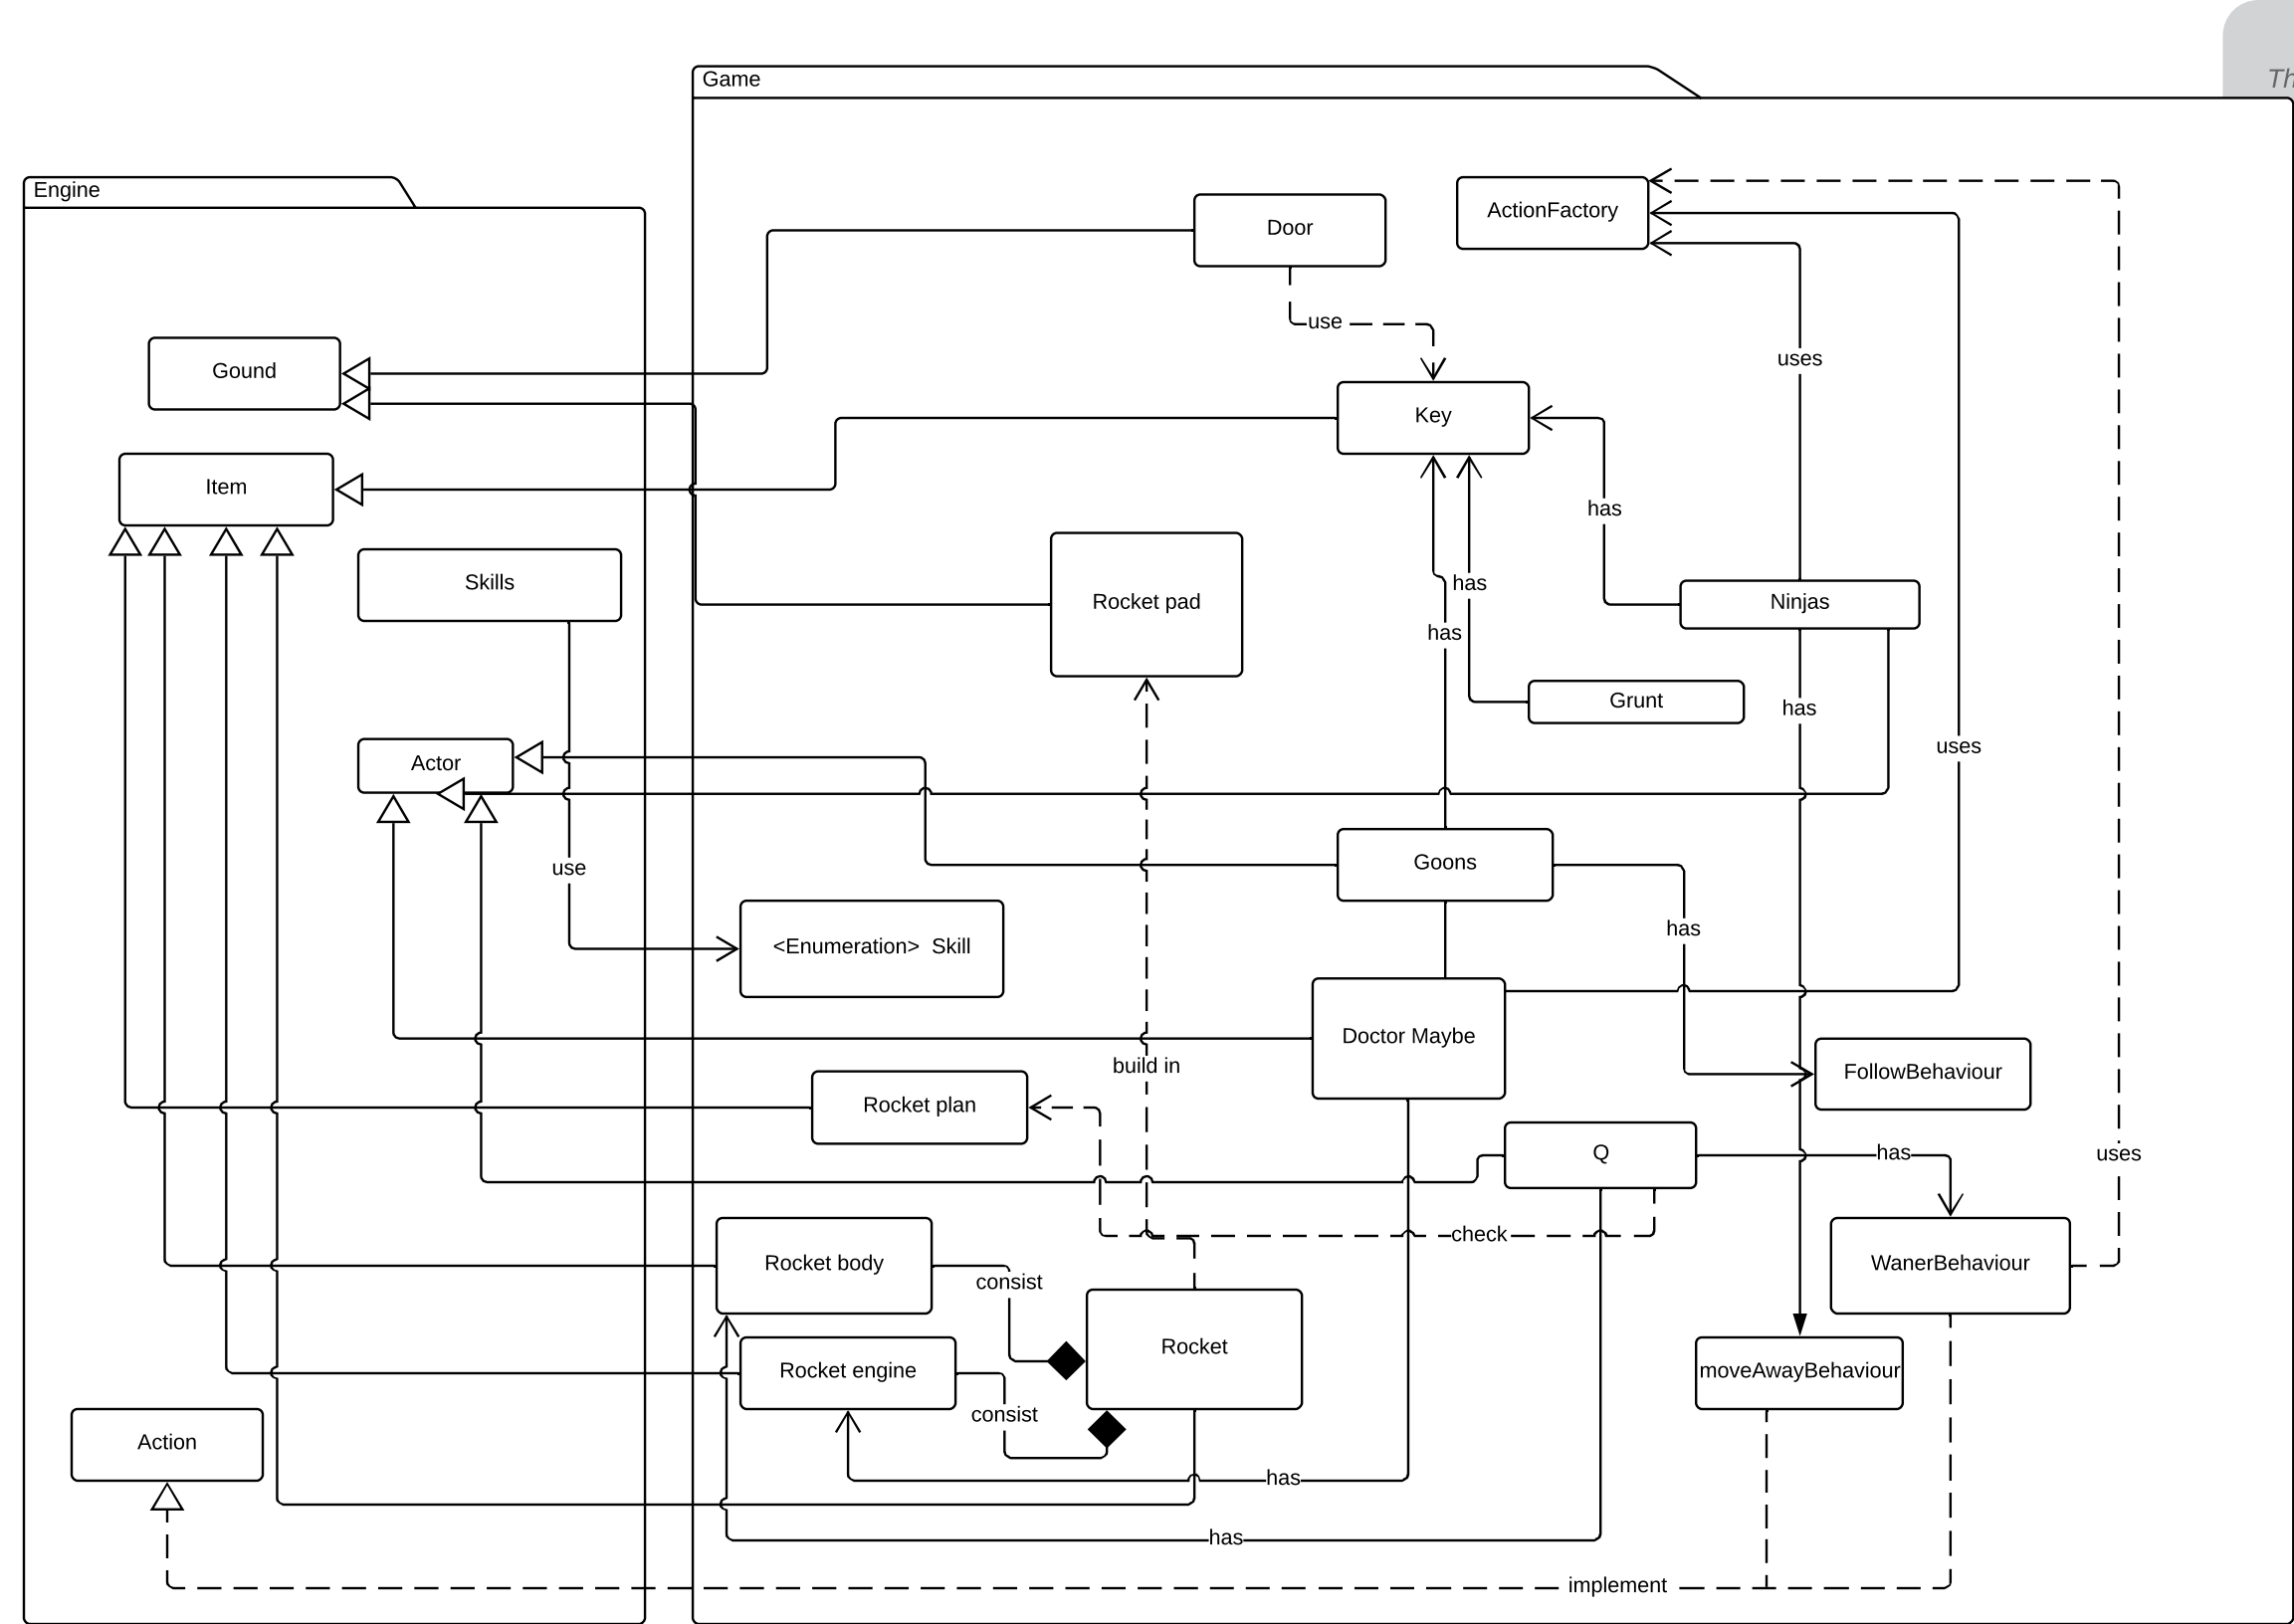 Th
Game
Engine
Door
ActionFactory
use
Gound
uses
Key
Item
has
Skills
has
Rocket pad
Ninjas
has
Grunt
has
uses
Actor
Goons
use
has
<Enumeration>  Skill
Doctor Maybe
build in
FollowBehaviour
Rocket plan
Q
has
uses
check
Rocket body
consist
WanerBehaviour
Rocket
Rocket engine
moveAwayBehaviour
consist
Action
has
has
implement